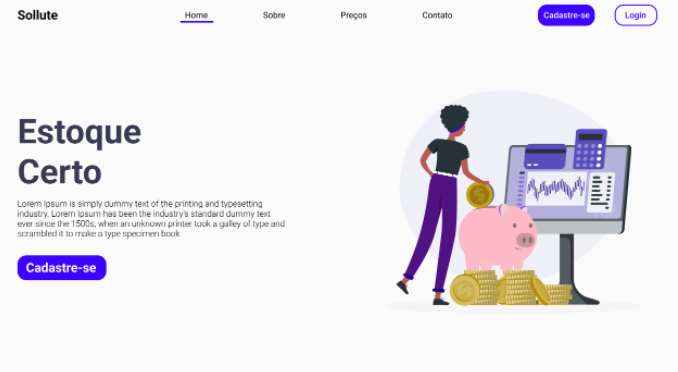 Sollute
Home
Sobre
Preços
Contato
Cadastre-se
Login
Estoque
Certo
Lorem Ipsum is simply dummy text of the printing and typesetting
industry. Lorem Ipsum has been the industry's standard dummy text
ever since the 1500s, when an unknown printer took a galley of type and
scrambled it to make a type specimen book
Cadastre-se